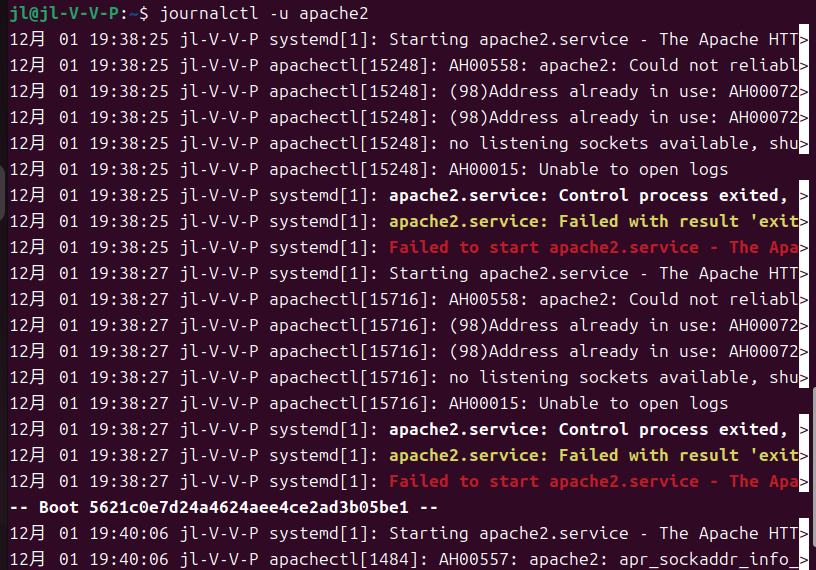 jl@jl-V-V-P:~$ journalctl -u apache2
12月 01 19:38:25 jl-V-V-P systemd[1]: Starting apache2.service - The Apache HTT>
12月 01 19:38:25 jl-V-V-P apachectl[15248]: AH00558: apache2: Could not reliabl>
12月 01 19:38:25 jl-V-V-P apachectl[15248]: (98)Address already in use: AH00072>
12月 01 19:38:25 jl-V-V-P apachectl[15248]: (98)Address already in use: AH00072>
12月 01 19:38:25 jl-V-V-P apachectl[15248]: no listening sockets available, shu>
12月 01 19:38:25 jl-V-V-P apachectl[15248]: AH00015: Unable to open logs
12月 01 19:38:25 jl-V-V-P systemd[1]: apache2.service: Control process exited, >
12月 01 19:38:25 jl-V-V-P systemd[1]: apache2.service: Failed with result 'exit>
12月 01 19:38:25 jl-V-V-P systemd[1]: Failed to start apache2.service - The Apa>
12月 01 19:38:27 jl-V-V-P systemd[1]: Starting apache2.service - The Apache HTT>
12月 01 19:38:27 jl-V-V-P apachectl[15716]: AH00558: apache2: Could not reliabl>
12月 01 19:38:27 jl-V-V-P apachectl[15716]: (98)Address already in use: AH00072>
12月 01 19:38:27 jl-V-V-P apachectl[15716]: (98)Address already in use: AH00072>
12月 01 19:38:27 jl-V-V-P apachectl[15716]: no listening sockets available, shu>
12月 01 19:38:27 jl-V-V-P apachectl[15716]: AH00015: Unable to open logs
12月 01 19:38:27 jl-V-V-P systemd[1]: apache2.service: Control process exited, >
12月 01 19:38:27 jl-V-V-P systemd[1]: apache2.service: Failed with result 'exit>
12月 01 19:38:27 jl-V-V-P systemd[1]: Failed to start apache2.service - The Apa>
-- Boot 5621c0e7d24a4624aee4ce2ad3b05be1 --
12月 01 19:40:06 jl-V-V-P systemd[1]: Starting apache2.service - The Apache HTT>
12月 01 19:40:06 jl-V-V-P apachectl[1484]: AH00557: apache2: apr_sockaddr_info_>